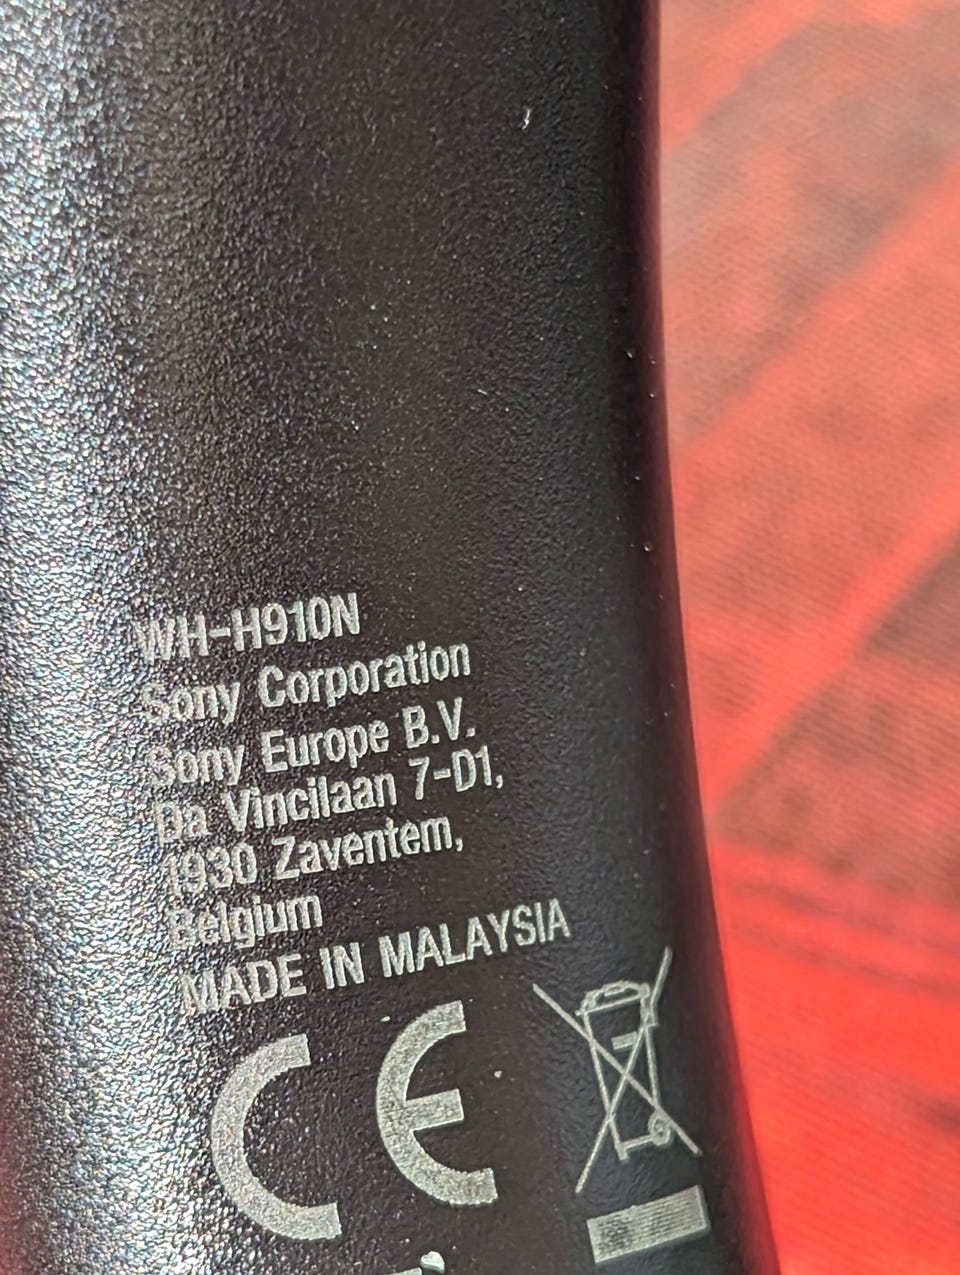 WH-H910N
Sony Corporation
Sony Europe B.V.
Da Vincilaan 7-D1,
1930 Zaventem,
Belgium
MADE IN MALAYSIA
CE